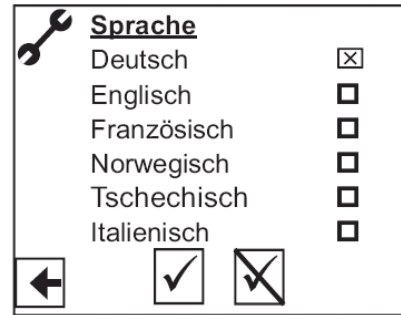 Sprache
Deutsch
Englisch
Französisch
Norwegisch
Tschechisch
Italienisch